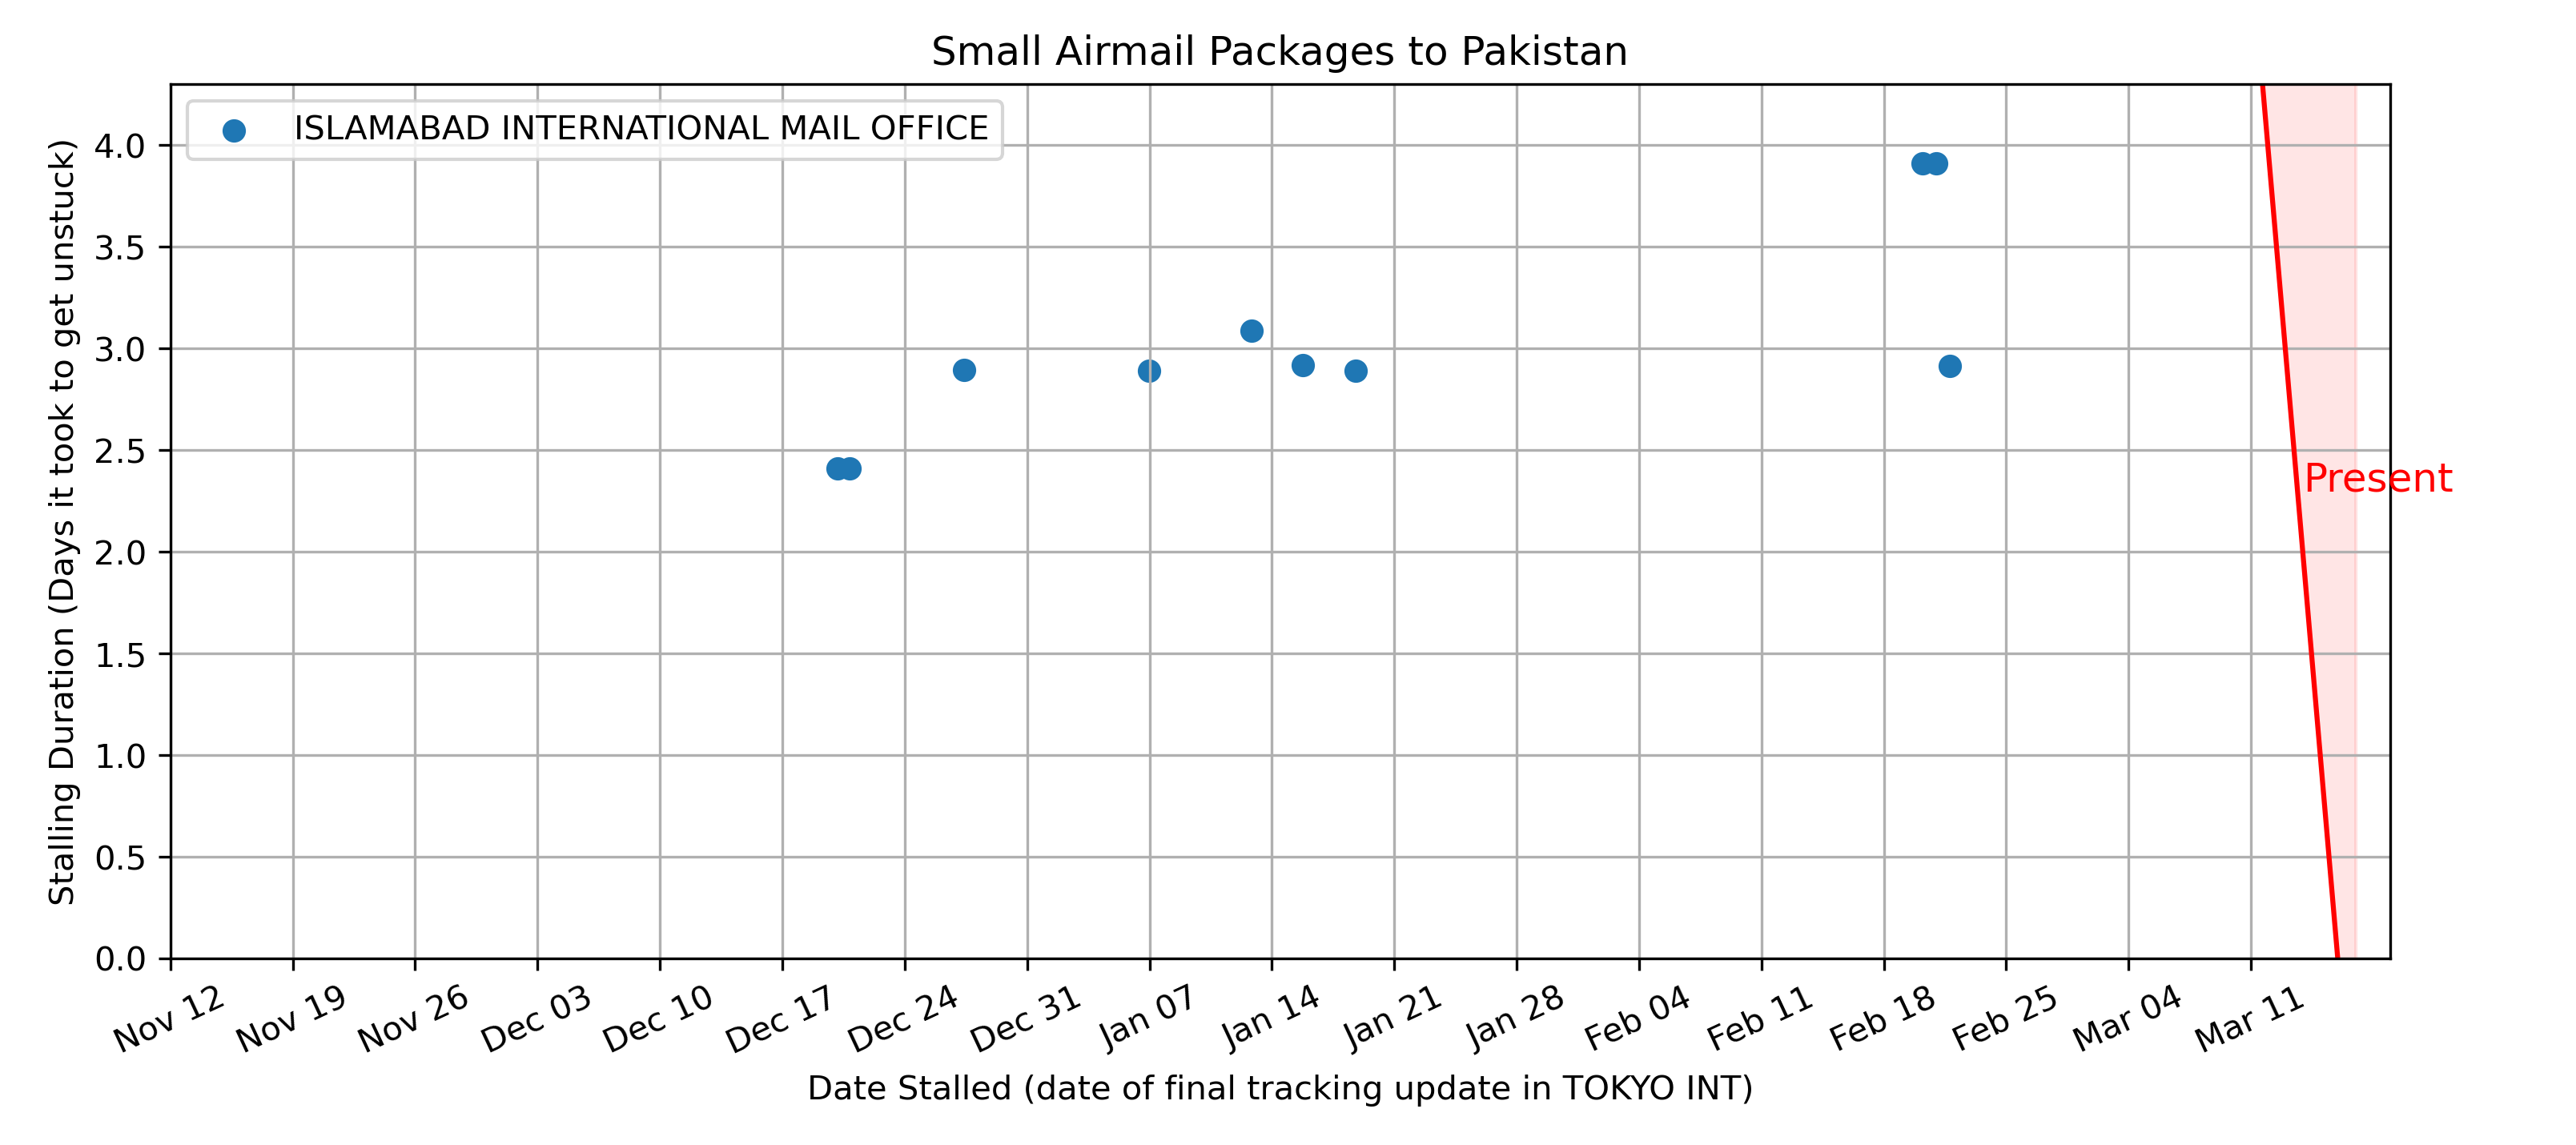 Small Airmail Packages to Pakistan
ISLAMABAD INTERNATIONAL MAIL OFFICE
Stalling Duration (Days it took to get unstuck)
4.0
3.5
3.0
2.5
2.0
1.5
1.0
0.5
0.0
Present
Nov 12
Nov 19
Nov 26
Dec 03
Dec 10
Dec 17
Dec 24
Dec 31
Jan 07
Jan 14
Jan 21
Jan 28
Feb 04
Feb 11
Feb 18
Feb 25
Mar 04
Mar 11
Date Stalled (date of final tracking update in TOKYO INT)